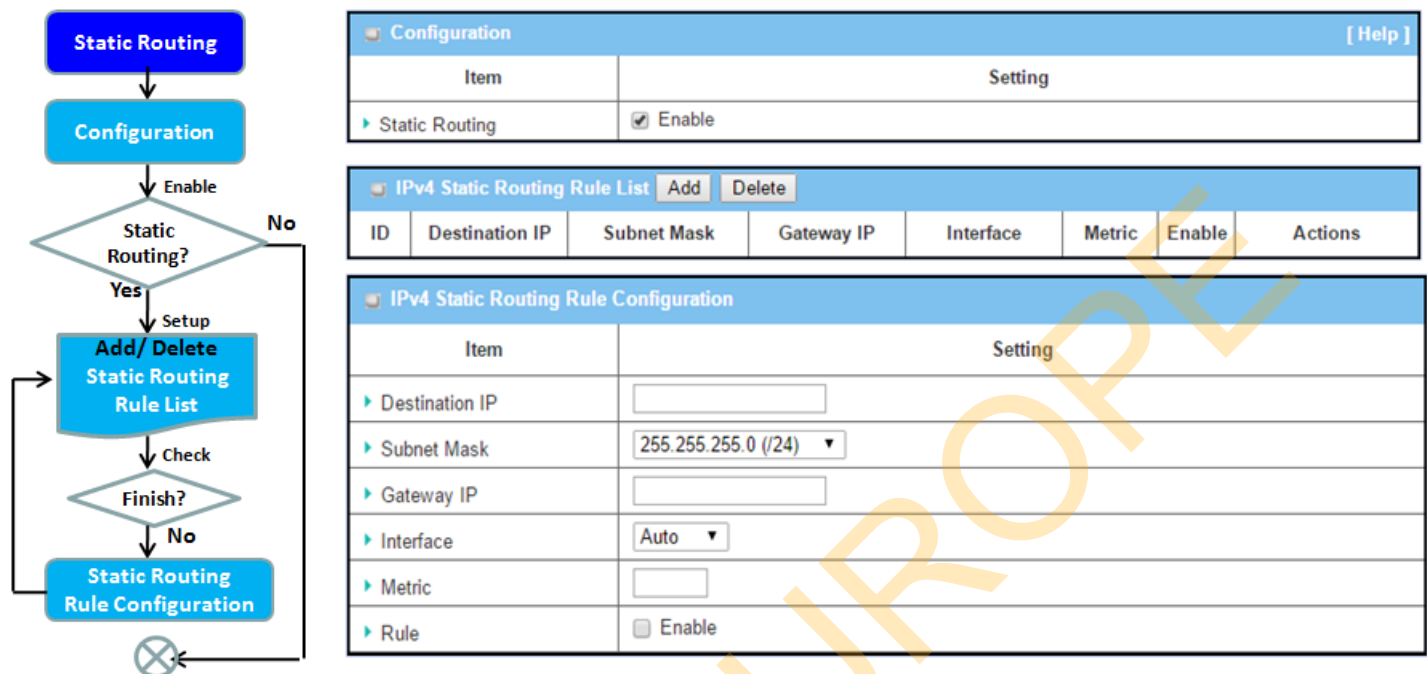 Static Routing
Configuration
Enable
Static
Routing?
No
Yes
Setup
Add/ Delete
Static Routing
Rule List
Check
Finish?
No
Static Routing
Rule Configuration
Configuration [ Help ]
Item Setting
Static Routing Enable
IPv4 Static Routing Rule List Add Delete
ID Destination IP Subnet Mask Gateway IP Interface Metric Enable Actions
IPv4 Static Routing Rule Configuration
Item Setting
Destination IP
Subnet Mask 255.255.255.0 (/24)
Gateway IP
Interface Auto
Metric
Rule Enable
UROPE